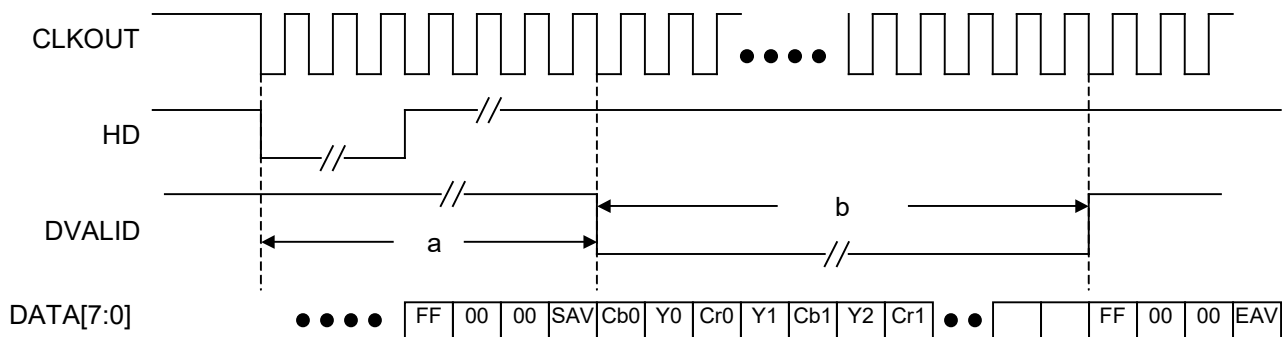 CLKOUT
HD
DVALID
a
b
DATA[7:0]
FF 00 00 SAV Cb0 Y0 Cr0 Y1 Cb1 Y2 Cr1 FF 00 00 EAV